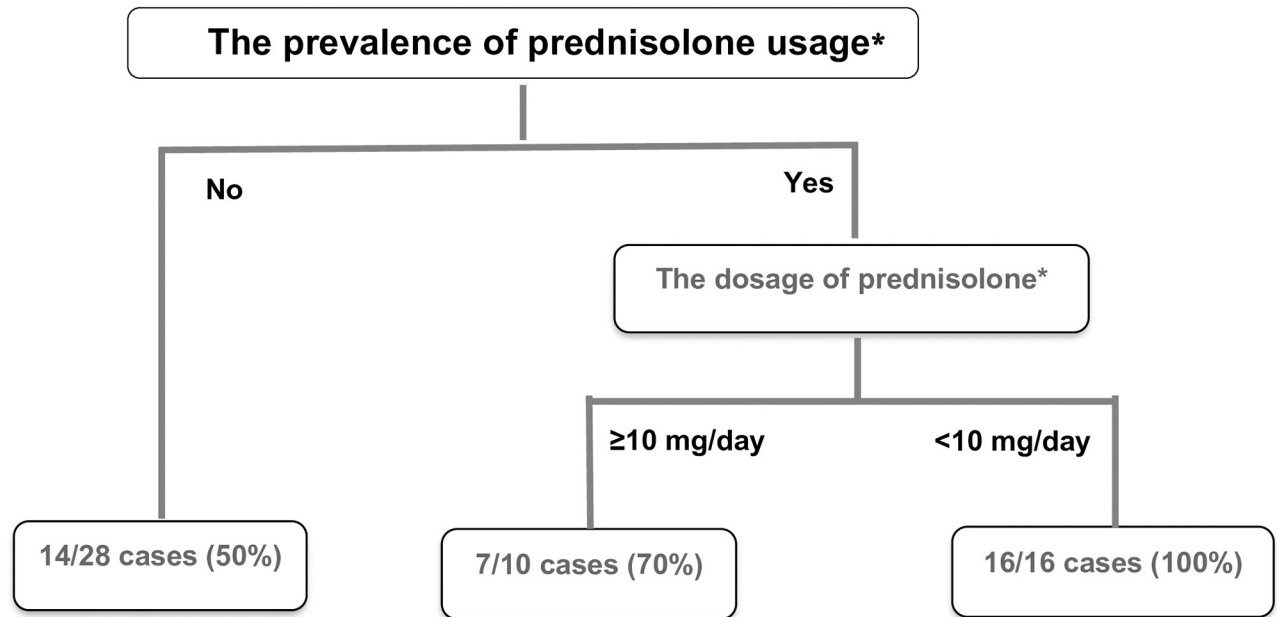 The prevalence of prednisolone usage*
No
Yes
The dosage of prednisolone*
≥10 mg/day
<10 mg/day
14/28 cases (50%)
7/10 cases (70%)
16/16 cases (100%)